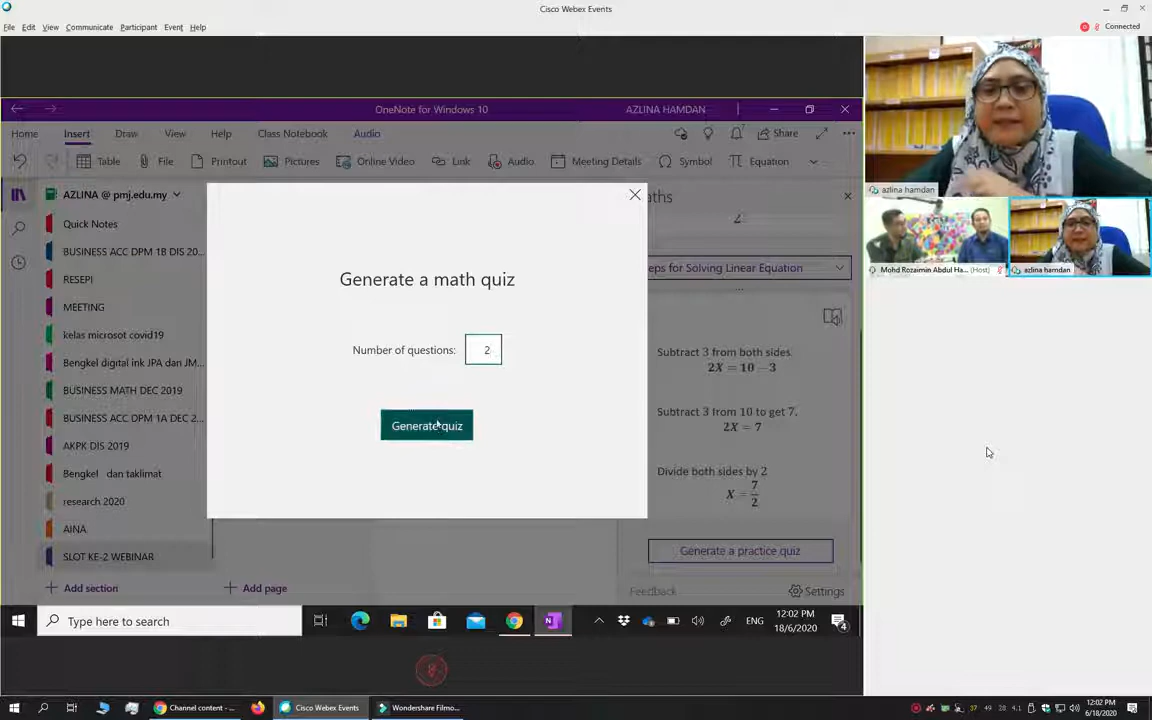 Cisco Webex Events
File Edit View Communicate Participant Event Help
Connected
OneNote for Windows 10
AZLINA HAMDAN
Home Insert Draw View Help Class Notebook Audio
Share
Table File Printout Pictures Online Video Link Audio Meeting Details Symbol Equation
AZLINA @ pmj.edu.my
Quick Notes
BUSINESS ACC DPM 1B DIS 20...
RESEPI
MEETING
kelas microsot covid19
Bengkel digital ink JPA dan JM...
BUSINESS MATH DEC 2019
BUSINESS ACC DPM 1A DEC 2...
AKPK DIS 2019
Bengkel dan taklimat
research 2020
AINA
SLOT KE-2 WEBINAR
Add section
Add page
Generate a math quiz
Number of questions: 2
Generate quiz
aths
2
eps for Solving Linear Equation
Subtract 3 from both sides.
2X = 10 − 3
Subtract 3 from 10 to get 7.
2X = 7
Divide both sides by 2
X = 7/2
Generate a practice quiz
Feedback
Settings
azlina hamdan
Mohd Rozaimin Abdul Ha... (Host)
azlina hamdan
Type here to search
ENG
12:02 PM
18/6/2020
4
Channel content - ...
Cisco Webex Events
Wondershare Filmo...
37 49 28 4.1
12:02 PM
6/18/2020